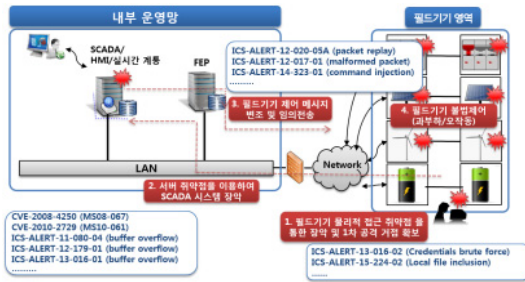 내부 운영망
필드기기 영역
SCADA/
HMI/실시간 계통
FEP
ICS-ALERT-12-020-05A (packet replay)
ICS-ALERT-12-017-01 (malformed packet)
ICS-ALERT-14-323-01 (command injection)
.........
3. 필드기기 제어 메시지
변조 및 임의전송
4. 필드기기 불법제어
(과부하/오작동)
LAN
Network
2. 서버 취약점을 이용하여
SCADA 시스템 장악
CVE-2008-4250 (MS08-067)
CVE-2010-2729 (MS10-061)
ICS-ALERT-11-080-04 (buffer overflow)
ICS-ALERT-12-179-01 (buffer overflow)
ICS-ALERT-13-016-01 (buffer overflow)
.........
1. 필드기기 물리적 접근 취약점 을
통한 장악 및 1차 공격 거점 확보
ICS-ALERT-13-016-02 (Credentials brute force)
ICS-ALERT-15-224-02 (Local file inclusion)
......